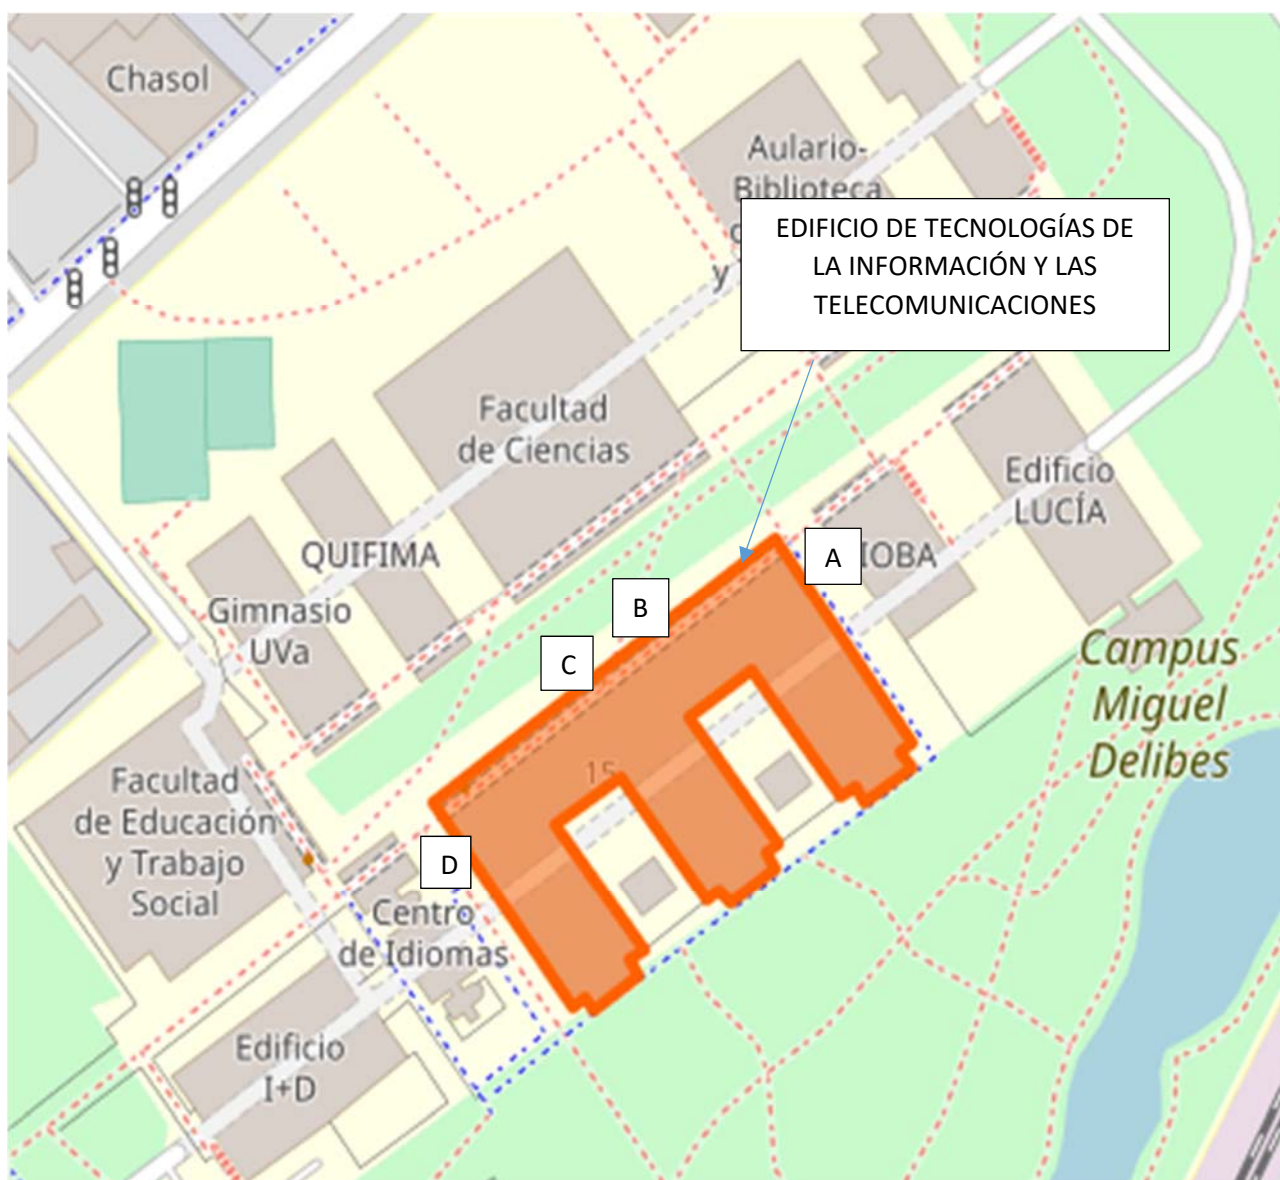 Chasol
Aulario-
Biblioteca
y
EDIFICIO DE TECNOLOGÍAS DE
LA INFORMACIÓN Y LAS
TELECOMUNICACIONES
Facultad
de Ciencias
Edificio
LUCÍA
QUIFIMA
A
IOBA
B
Gimnasio
UVa
C
Campus
Miguel
Delibes
15
Facultad
de Educación
y Trabajo
Social
D
Centro
de Idiomas
Edificio
I+D